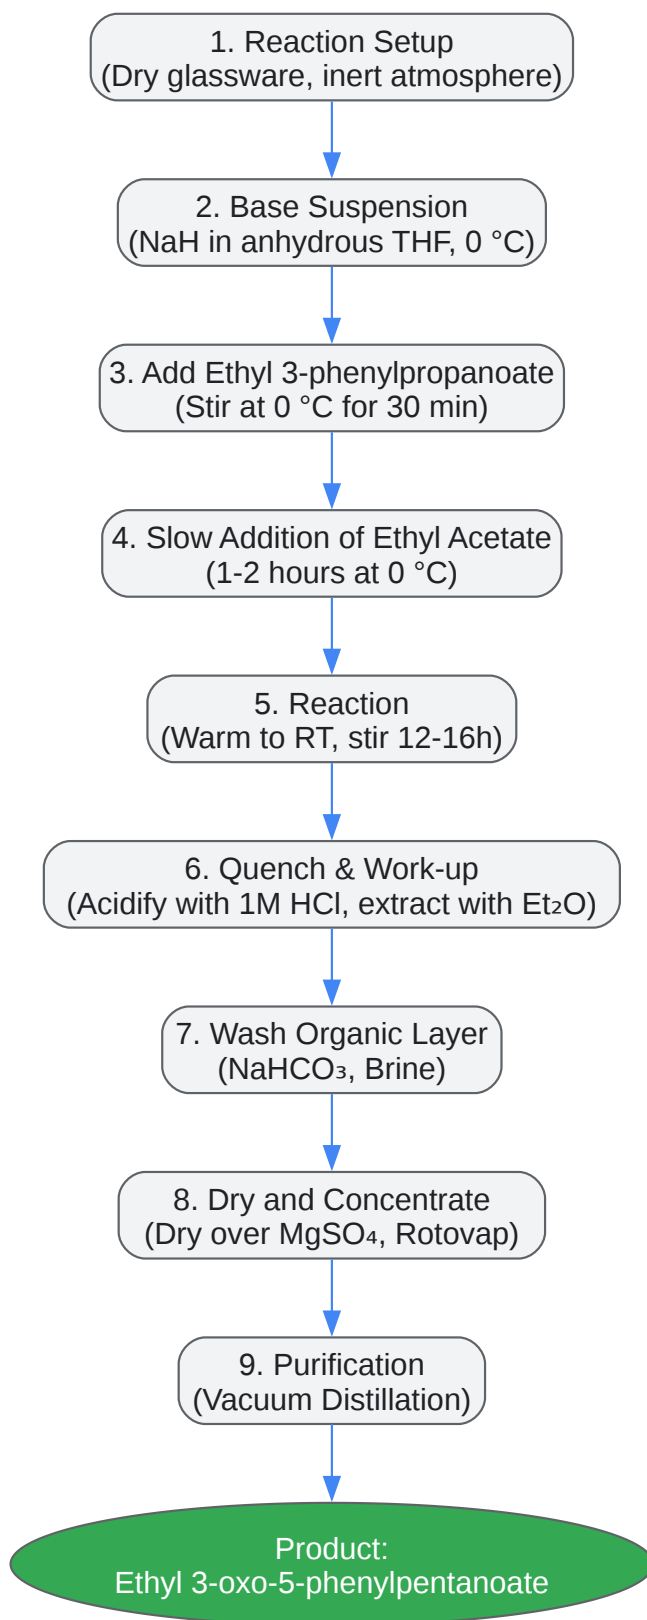 1. Reaction Setup
(Dry glassware, inert atmosphere)
2. Base Suspension
(NaH in anhydrous THF, 0 °C)
3. Add Ethyl 3-phenylpropanoate
(Stir at 0 °C for 30 min)
4. Slow Addition of Ethyl Acetate
(1-2 hours at 0 °C)
5. Reaction
(Warm to RT, stir 12-16h)
6. Quench & Work-up
(Acidify with 1M HCl, extract with Et₂O)
7. Wash Organic Layer
(NaHCO₃, Brine)
8. Dry and Concentrate
(Dry over MgSO₄, Rotovap)
9. Purification
(Vacuum Distillation)
Product:
Ethyl 3-oxo-5-phenylpentanoate